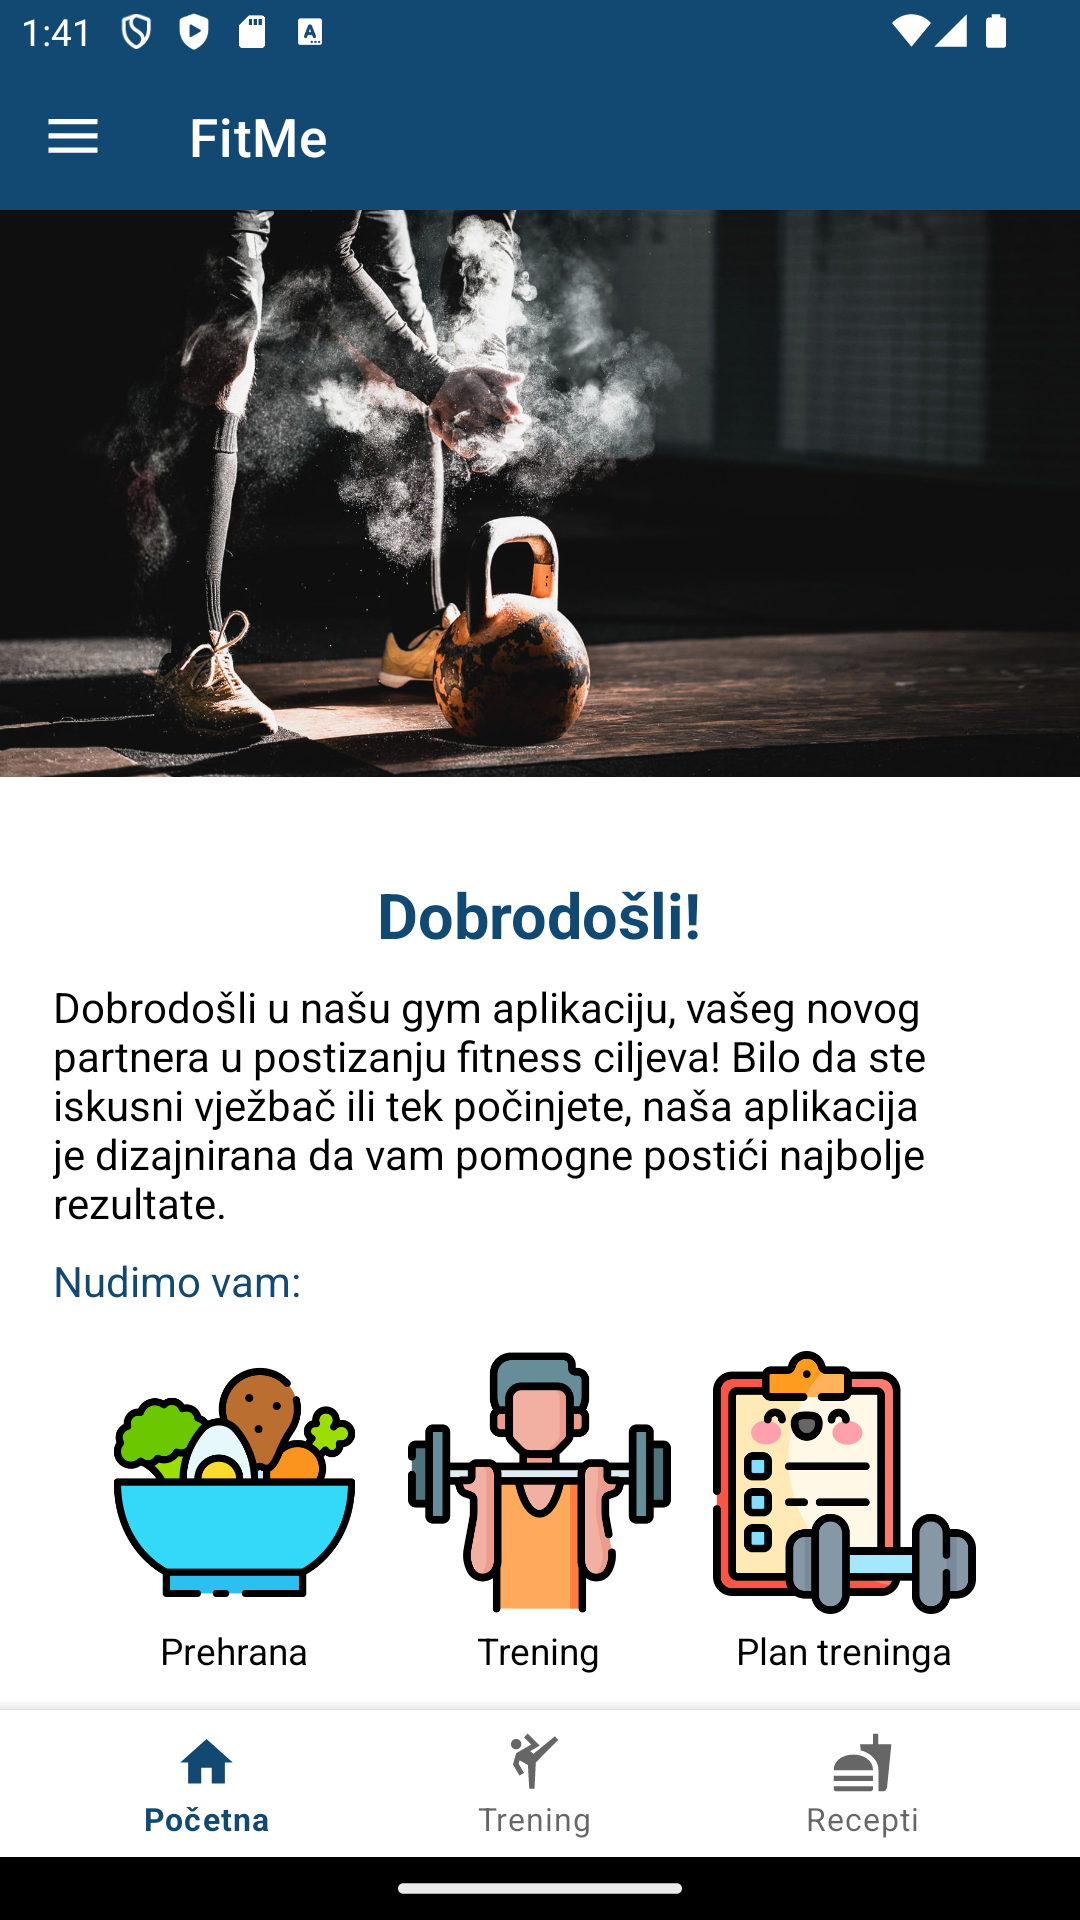 1:41
FitMe
Dobrodošli!
Dobrodošli u našu gym aplikaciju, vašeg novog
partnera u postizanju fitness ciljeva! Bilo da ste
iskusni vježbač ili tek počinjete, naša aplikacija
je dizajnirana da vam pomogne postići najbolje
rezultate.
Nudimo vam:
Prehrana
Trening
Plan treninga
Početna
Trening
Recepti